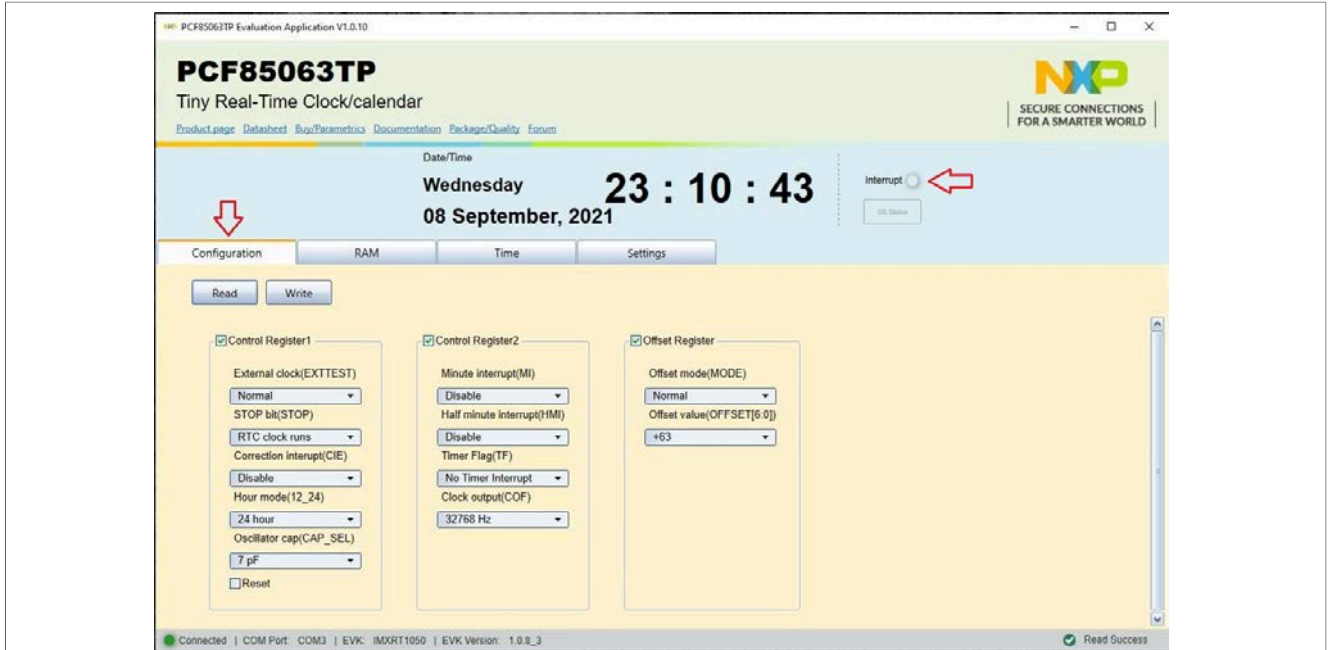 PCF85063TP Evaluation Application V1.0.10
PCF85063TP
Tiny Real-Time Clock/calendar
Product page Datasheet Buy/Parametrics Documentation Package/Quality Forum
NXP
SECURE CONNECTIONS
FOR A SMARTER WORLD
Date/Time
Wednesday
08 September, 2021
23 : 10 : 43
Interrupt
OS Status
Configuration RAM Time Settings
Read Write
Control Register1
External clock(EXTTEST)
Normal
STOP bit(STOP)
RTC clock runs
Correction interupt(CIE)
Disable
Hour mode(12_24)
24 hour
Oscillator cap(CAP_SEL)
7 pF
Reset
Control Register2
Minute interrupt(MI)
Disable
Half minute interrupt(HMI)
Disable
Timer Flag(TF)
No Timer Interrupt
Clock output(COF)
32768 Hz
Offset Register
Offset mode(MODE)
Normal
Offset value(OFFSET[6:0])
+63
Connected | COM Port: COM3 | EVK: IMXRT1050 | EVK Version: 1.0.8_3
Read Success